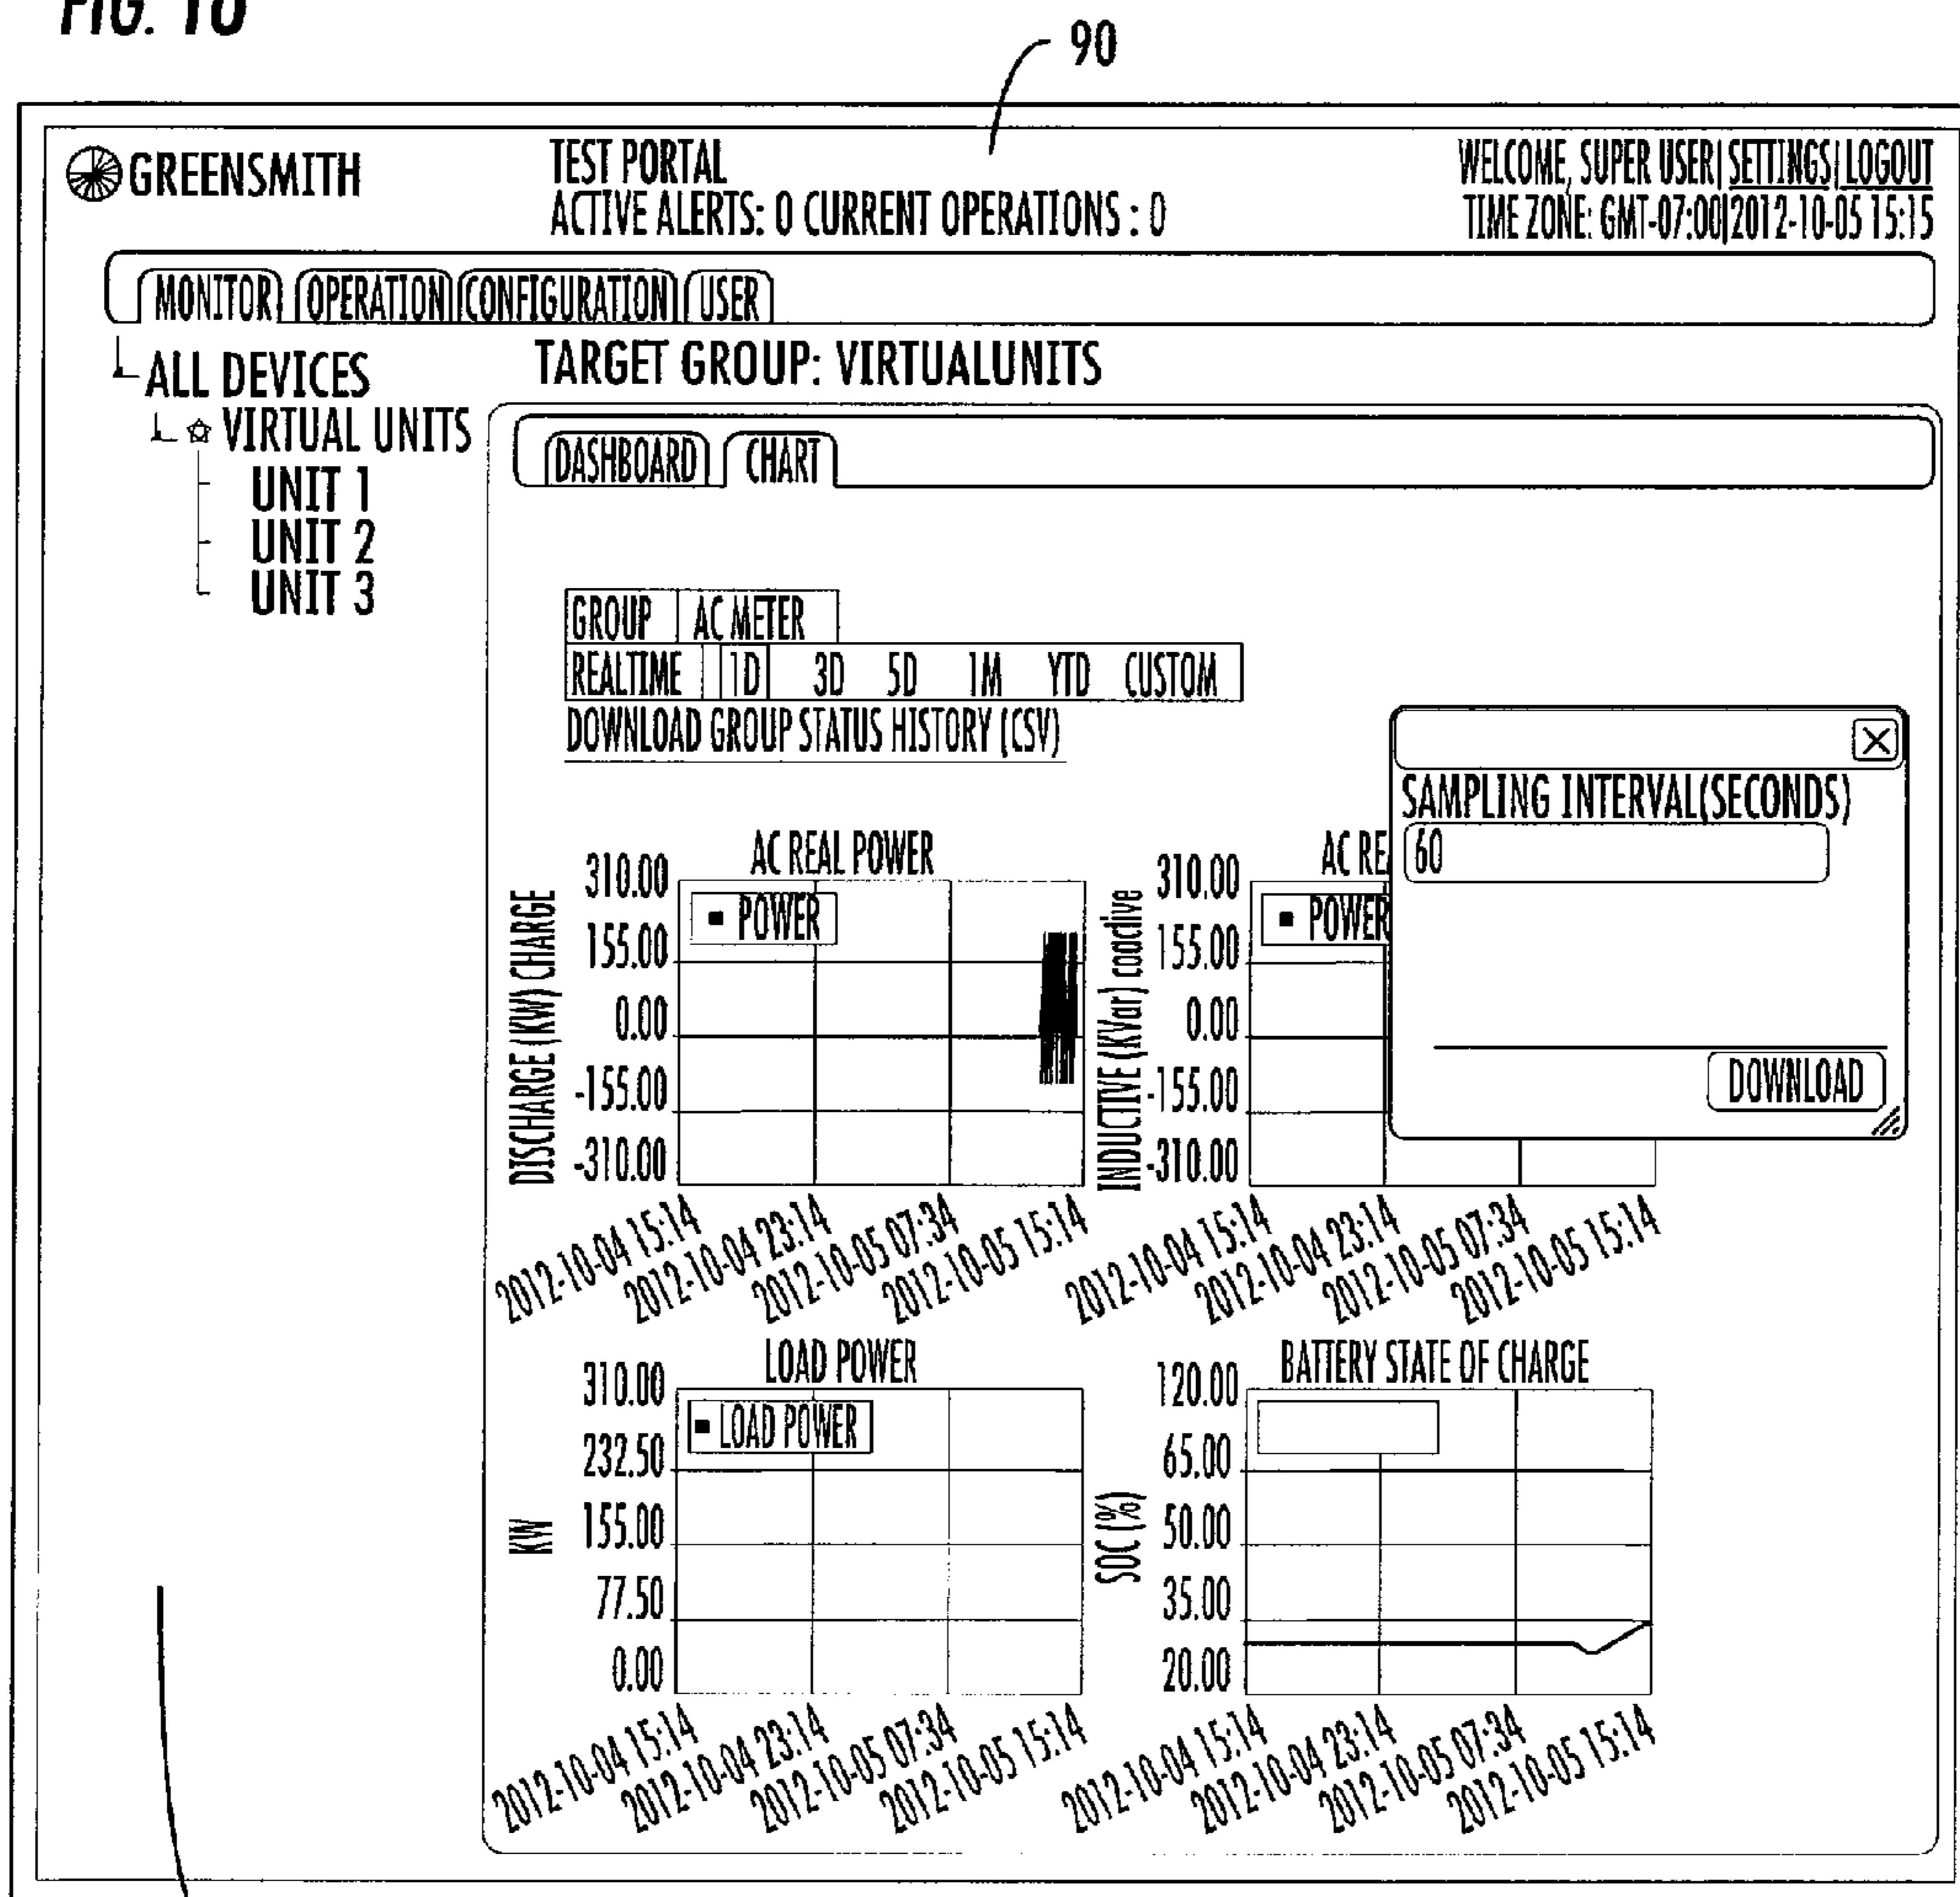 FIG. 10
90
GREENSMITH
TEST PORTAL
ACTIVE ALERTS: 0 CURRENT OPERATIONS : 0
WELCOME, SUPER USER|SETTINGS|LOGOUT
TIME ZONE: GMT-07:00|2012-10-05 15:15
MONITOR OPERATION CONFIGURATION USER
ALL DEVICES
VIRTUAL UNITS
UNIT 1
UNIT 2
UNIT 3
TARGET GROUP: VIRTUALUNITS
DASHBOARD CHART
GROUP AC METER
REALTIME 1D 3D 5D 1M YTD CUSTOM
DOWNLOAD GROUP STATUS HISTORY (CSV)
SAMPLING INTERVAL(SECONDS)
60
DOWNLOAD
AC REAL POWER
DISCHARGE (KW) CHARGE
310.00
155.00
0.00
-155.00
-310.00
POWER
2012-10-04 15:14
2012-10-04 23:14
2012-10-05 07:34
2012-10-05 15:14
AC RE
INDUCTIVE (KVar) coactive
310.00
155.00
0.00
-155.00
-310.00
POWER
2012-10-04 15:14
2012-10-04 23:14
2012-10-05 07:34
2012-10-05 15:14
LOAD POWER
KW
310.00
232.50
155.00
77.50
0.00
LOAD POWER
2012-10-04 15:14
2012-10-04 23:14
2012-10-05 07:34
2012-10-05 15:14
BATTERY STATE OF CHARGE
SOC (%)
120.00
65.00
50.00
35.00
20.00
2012-10-04 15:14
2012-10-04 23:14
2012-10-05 07:34
2012-10-05 15:14